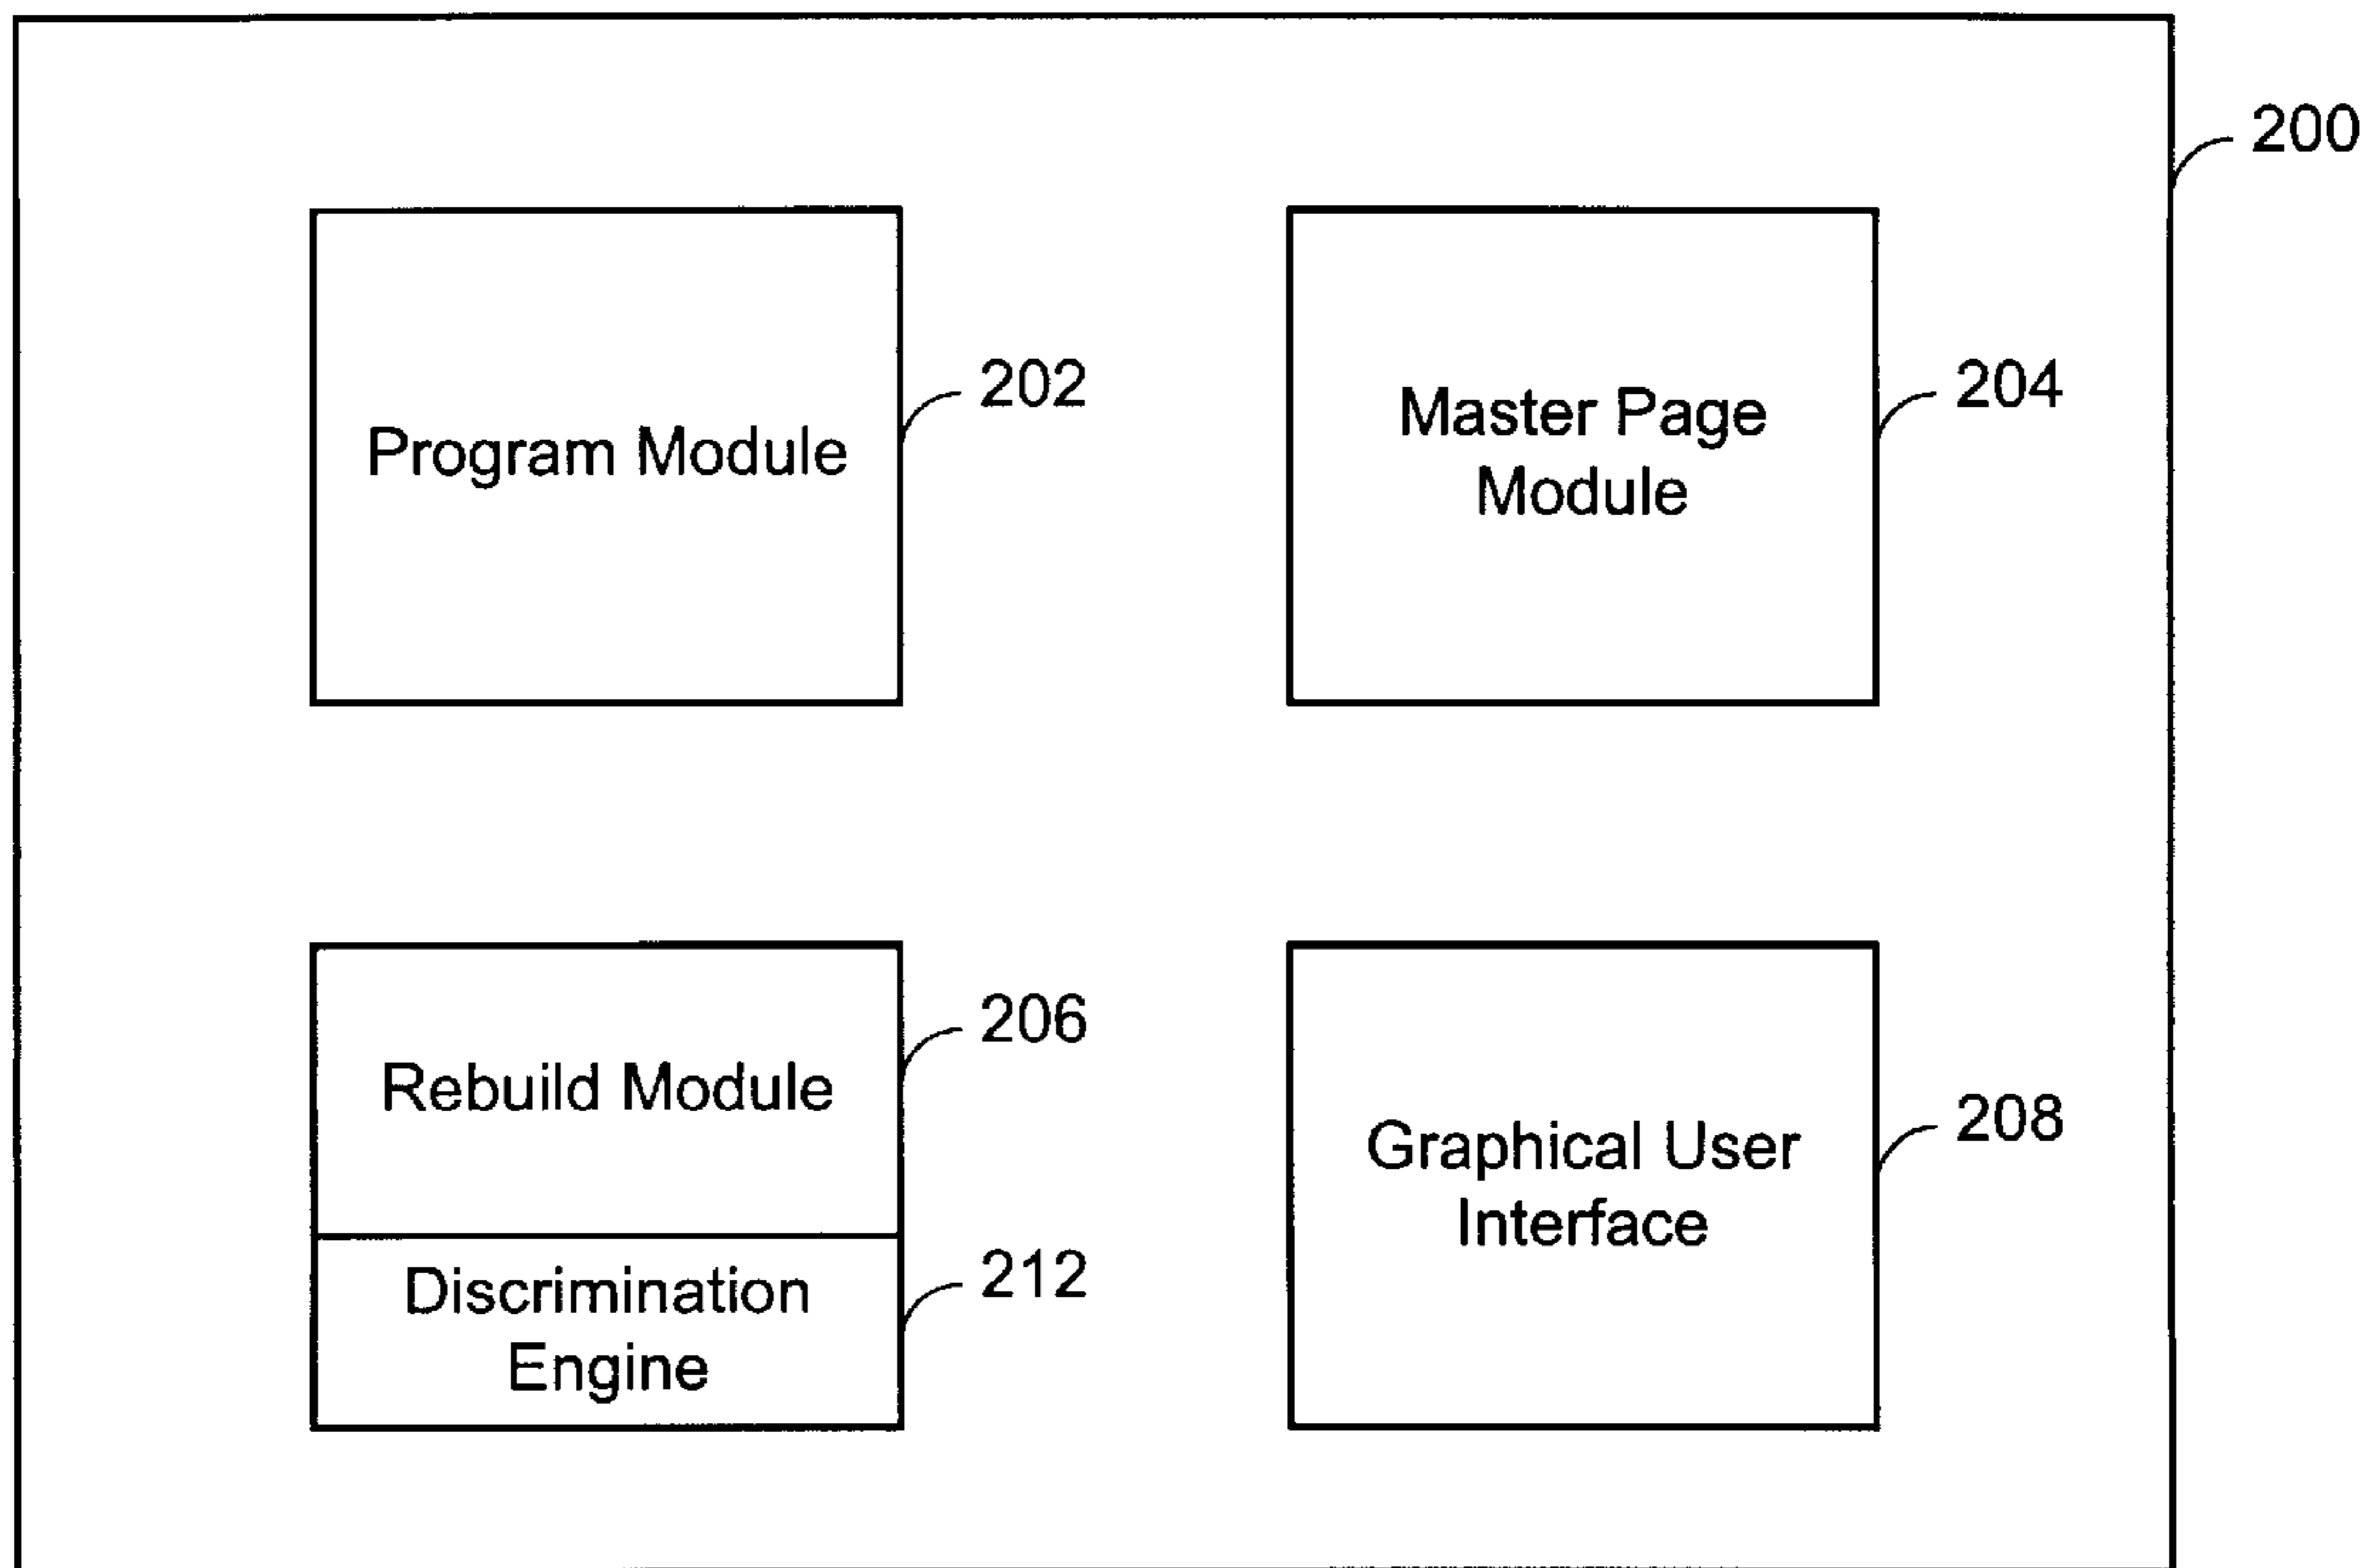 200
Program Module
202
Master Page
Module
204
Rebuild Module
206
Discrimination
Engine
212
Graphical User
Interface
208